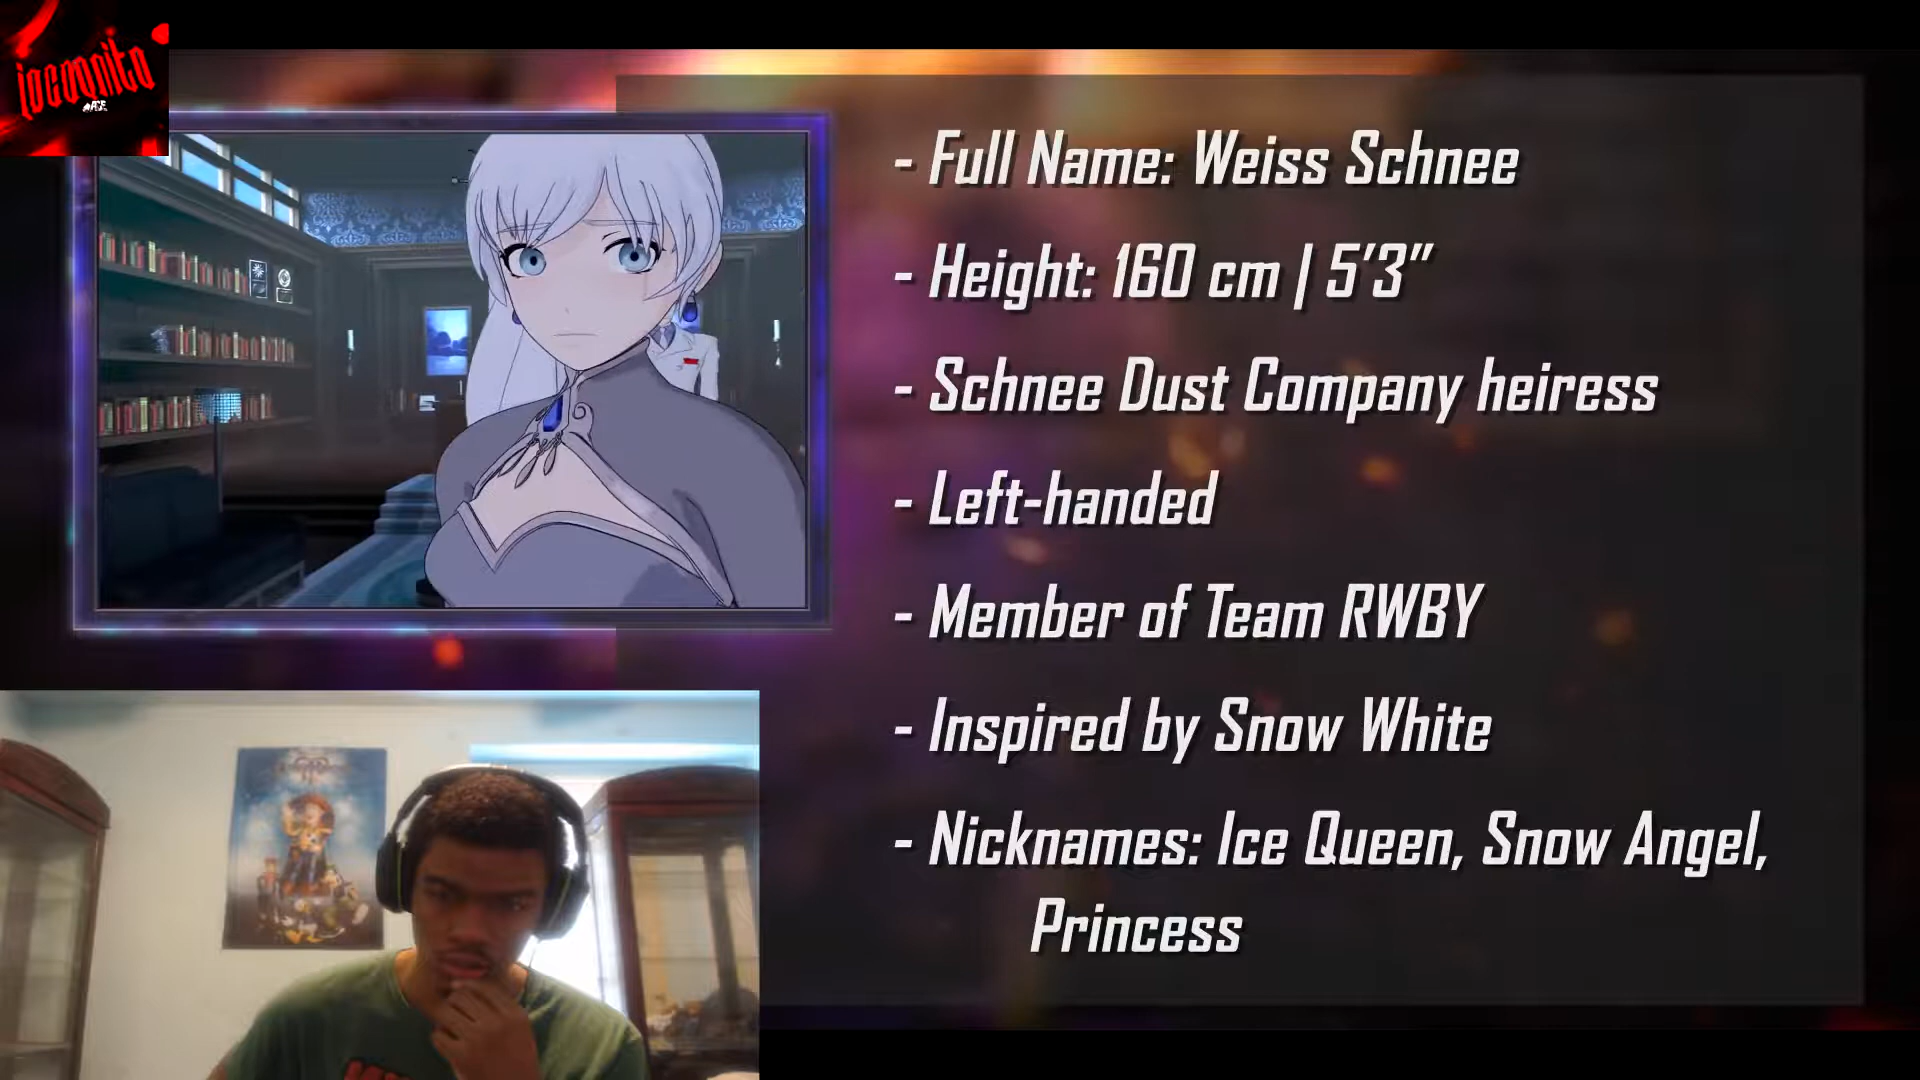 incognito
- Full Name: Weiss Schnee
- Height: 160 cm | 5'3"
- Schnee Dust Company heiress
- Left-handed
- Member of Team RWBY
- Inspired by Snow White
- Nicknames: Ice Queen, Snow Angel,
Princess